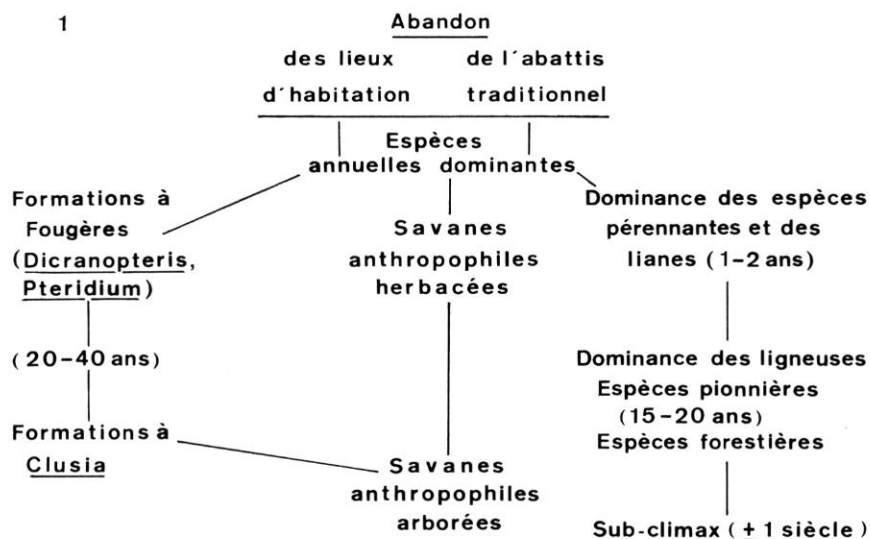 1
Abandon
des lieux
d'habitation
de l'abattis
traditionnel
Espèces
annuelles dominantes
Formations à
Fougères
(Dicranopteris,
Pteridium)
(20-40 ans)
Formations à
Clusia
Savanes
anthropophiles
herbacées
Savanes
anthropophiles
arborées
Dominance des espèces
pérennantes et des
lianes (1-2 ans)
Dominance des ligneuses
Espèces pionnières
(15-20 ans)
Espèces forestières
Sub-climax (± 1 siècle)